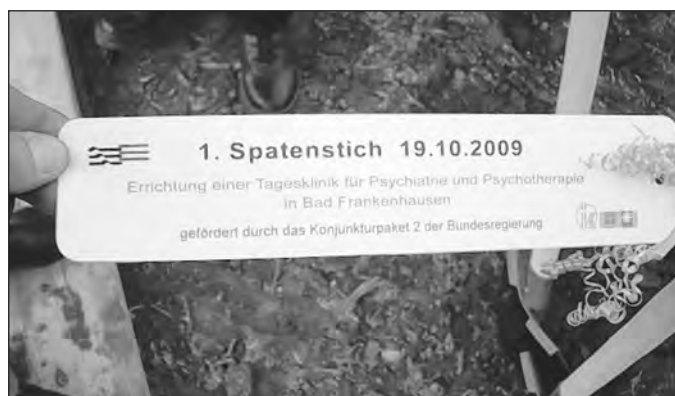 1. Spatenstich 19.10.2009
Errichtung einer Tagesklinik für Psychiatrie und Psychotherapie
in Bad Frankenhausen
gefördert durch das Konjunkturpaket 2 der Bundesregierung